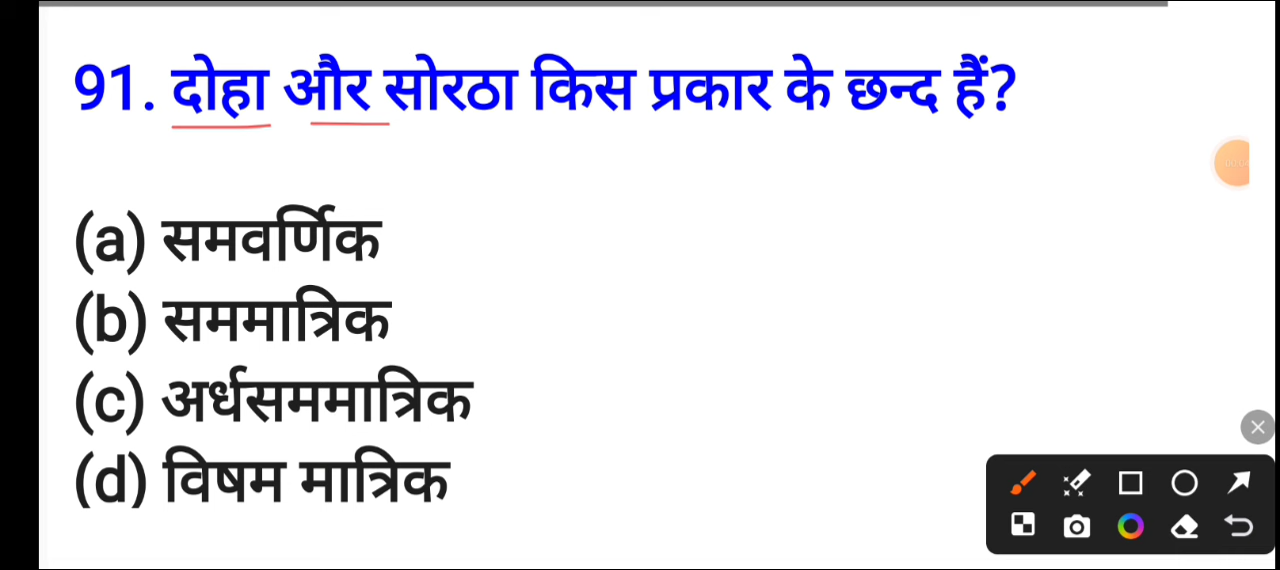 91. दोहा और सोरठा किस प्रकार के छन्द हैं?
(a) समवर्णिक
(b) सममात्रिक
(c) अर्धसममात्रिक
(d) विषम मात्रिक